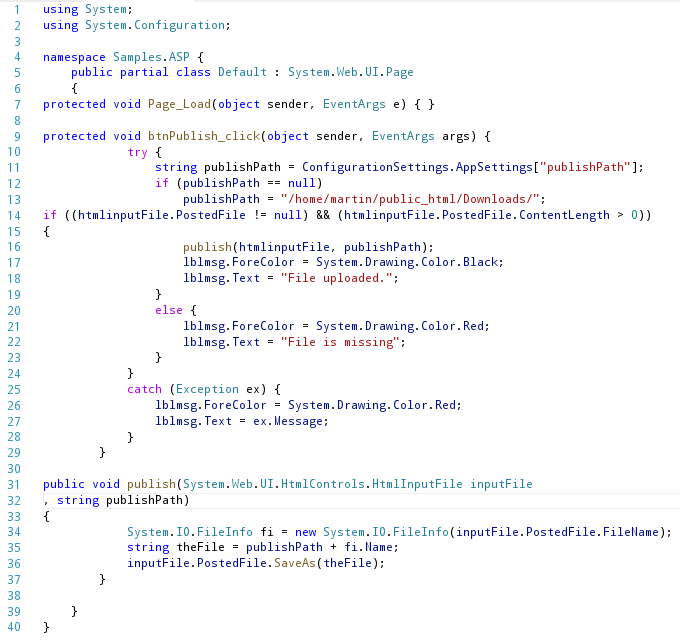 1 using System;
2 using System.Configuration;
3
4 namespace Samples.ASP {
5     public partial class Default : System.Web.UI.Page
6     {
7 protected void Page_Load(object sender, EventArgs e) { }
8
9 protected void btnPublish_click(object sender, EventArgs args) {
10             try {
11                 string publishPath = ConfigurationSettings.AppSettings["publishPath"];
12                 if (publishPath == null)
13                     publishPath = "/home/martin/public_html/Downloads/";
14 if ((htmlinputFile.PostedFile != null) && (htmlinputFile.PostedFile.ContentLength > 0))
15 {
16                     publish(htmlinputFile, publishPath);
17                     lblmsg.ForeColor = System.Drawing.Color.Black;
18                     lblmsg.Text = "File uploaded.";
19                 }
20                 else {
21                     lblmsg.ForeColor = System.Drawing.Color.Red;
22                     lblmsg.Text = "File is missing";
23                 }
24             }
25             catch (Exception ex) {
26                 lblmsg.ForeColor = System.Drawing.Color.Red;
27                 lblmsg.Text = ex.Message;
28             }
29         }
30
31 public void publish(System.Web.UI.HtmlControls.HtmlInputFile inputFile
32 , string publishPath)
33 {
34             System.IO.FileInfo fi = new System.IO.FileInfo(inputFile.PostedFile.FileName);
35             string theFile = publishPath + fi.Name;
36             inputFile.PostedFile.SaveAs(theFile);
37         }
38
39     }
40 }